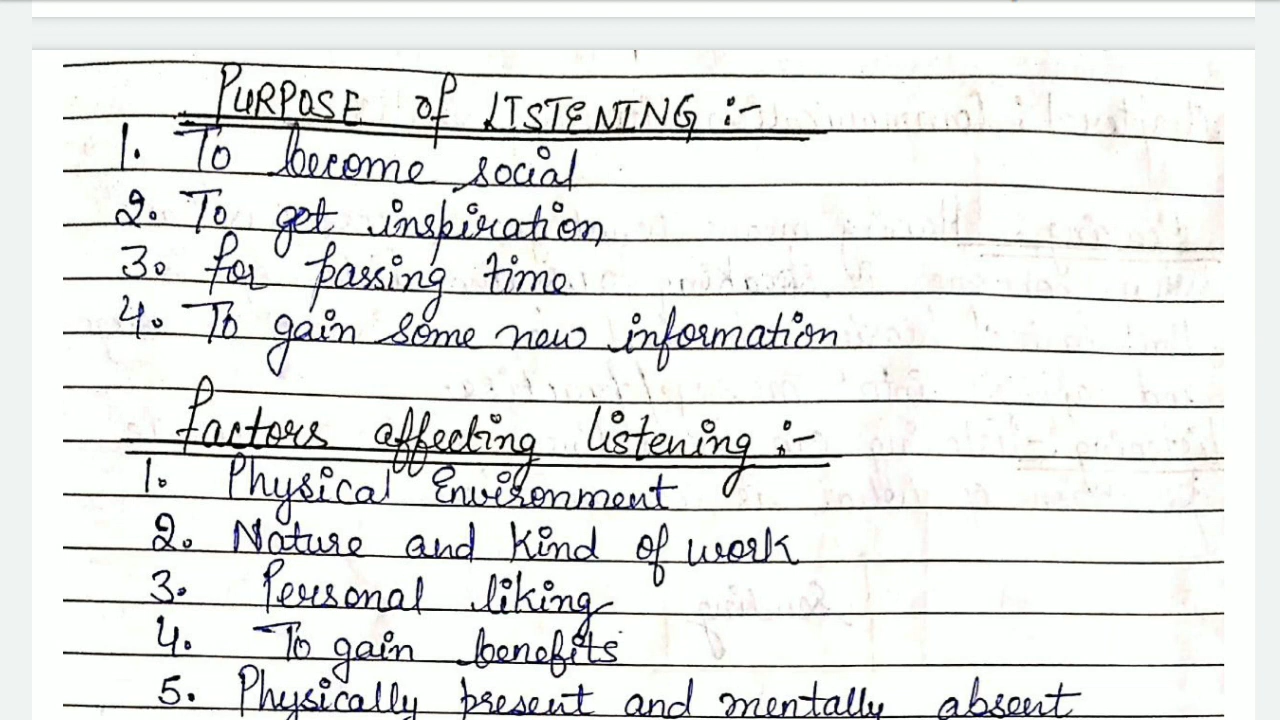 PURPOSE of LISTENING :-
1. To become social
2. To get inspiration
3. for passing time
4. To gain some new information
factors affecting listening :-
1. Physical Environment
2. Nature and kind of work
3. Personal liking
4. To gain benefits
5. Physically present and mentally absent